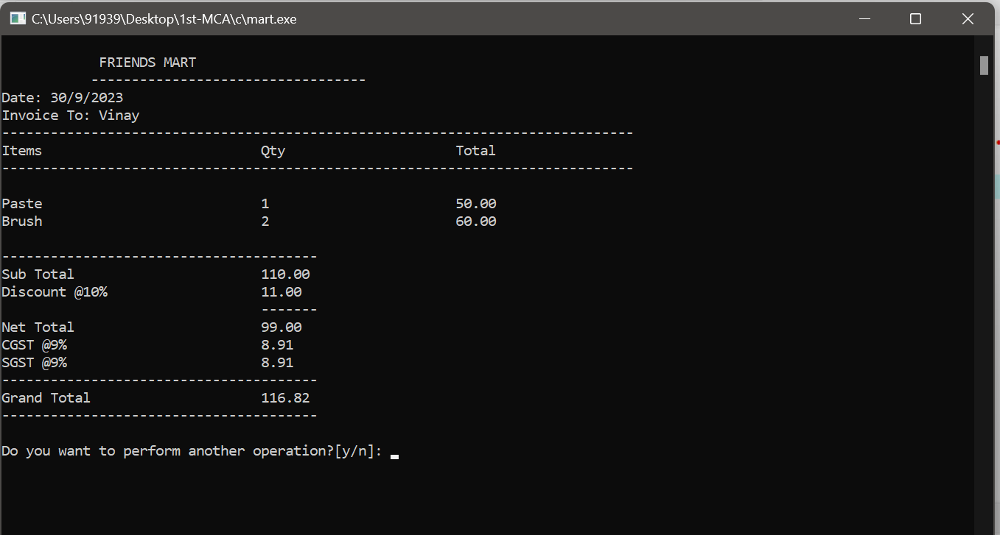 C:\Users\91939\Desktop\1st-MCA\c\mart.exe
FRIENDS MART
----------------------------------
Date: 30/9/2023
Invoice To: Vinay
------------------------------------------------------------------------------
Items Qty Total
------------------------------------------------------------------------------
Paste 1 50.00
Brush 2 60.00
---------------------------------------
Sub Total 110.00
Discount @10% 11.00
-------
Net Total 99.00
CGST @9% 8.91
SGST @9% 8.91
---------------------------------------
Grand Total 116.82
---------------------------------------
Do you want to perform another operation?[y/n]: